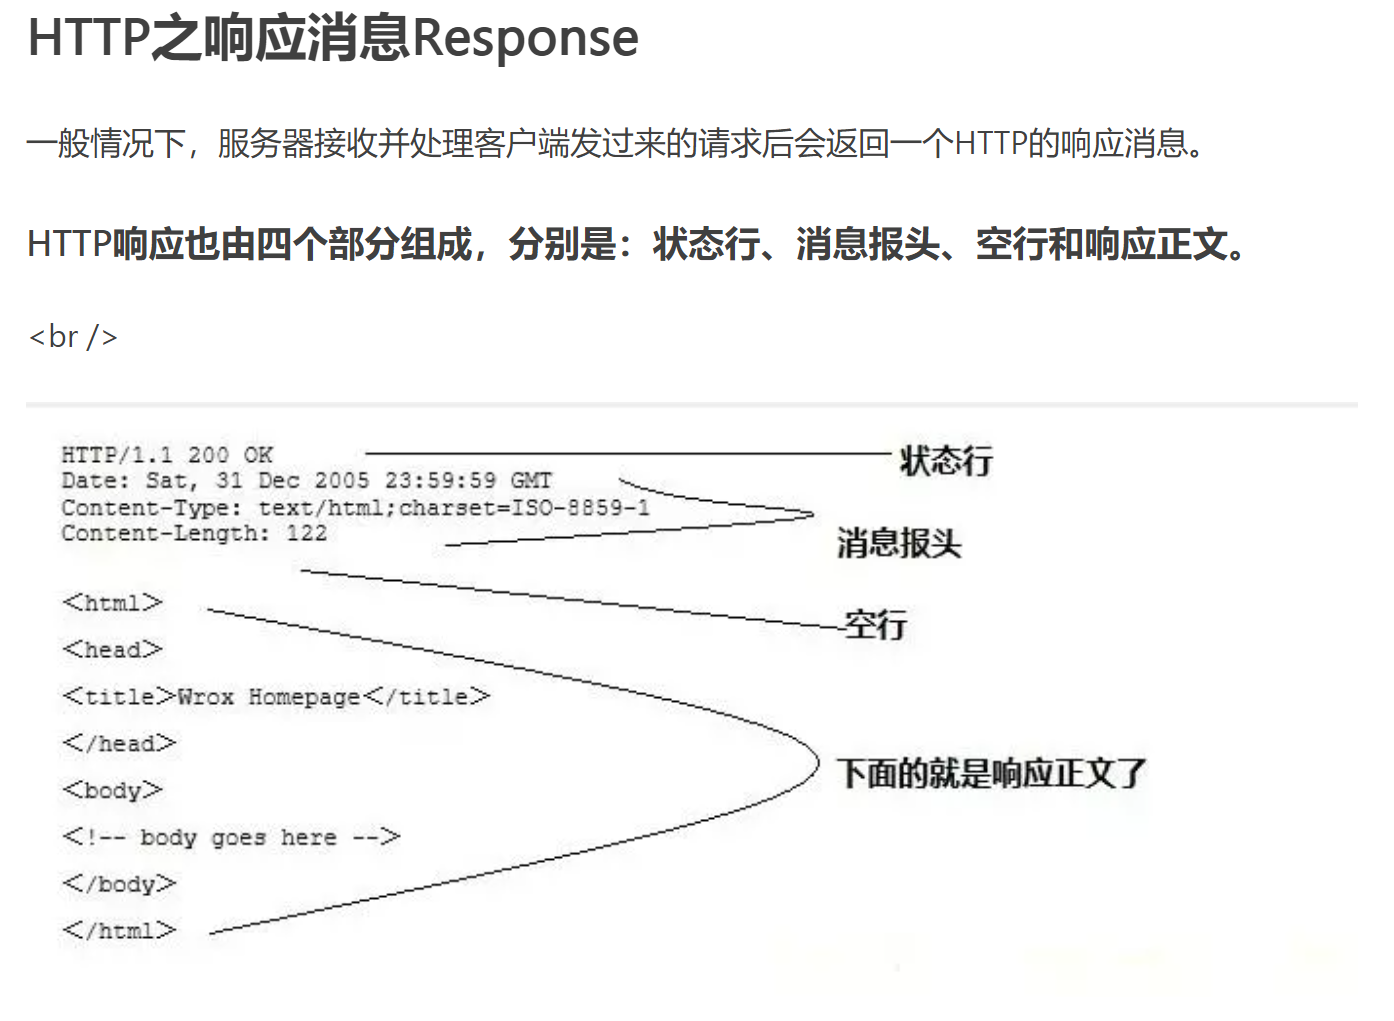 HTTP之响应消息Response
一般情况下，服务器接收并处理客户端发过来的请求后会返回一个HTTP的响应消息。
HTTP响应也由四个部分组成，分别是：状态行、消息报头、空行和响应正文。
<br />
HTTP/1.1 200 OK
状态行
Date: Sat, 31 Dec 2005 23:59:59 GMT
Content-Type: text/html;charset=ISO-8859-1
Content-Length: 122
消息报头
空行
<html>
<head>
<title>Wrox Homepage</title>
</head>
下面的就是响应正文了
<body>
<!-- body goes here -->
</body>
</html>